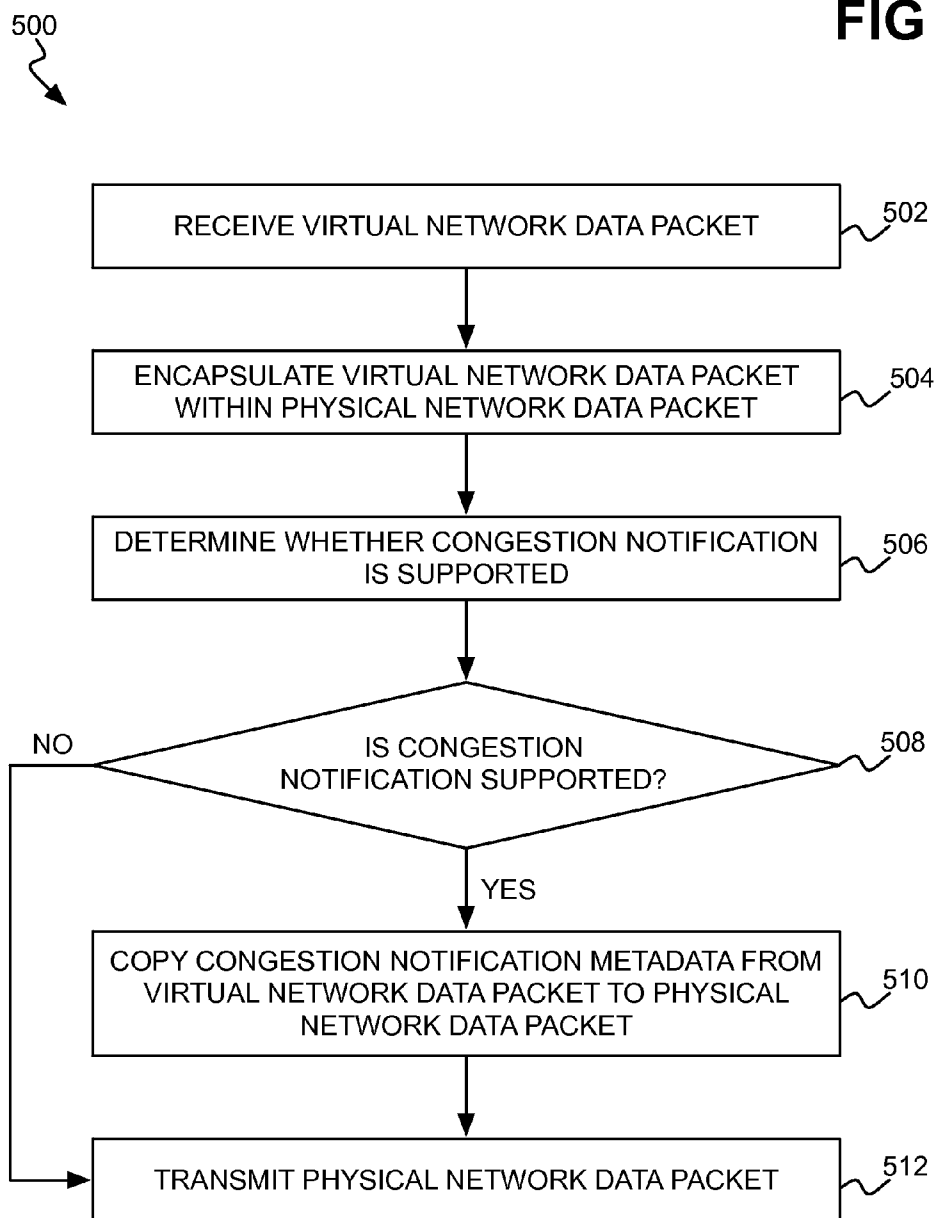 FIG
500
RECEIVE VIRTUAL NETWORK DATA PACKET
502
ENCAPSULATE VIRTUAL NETWORK DATA PACKET
WITHIN PHYSICAL NETWORK DATA PACKET
504
DETERMINE WHETHER CONGESTION NOTIFICATION
IS SUPPORTED
506
NO
IS CONGESTION
NOTIFICATION SUPPORTED?
508
YES
COPY CONGESTION NOTIFICATION METADATA FROM
VIRTUAL NETWORK DATA PACKET TO PHYSICAL
NETWORK DATA PACKET
510
TRANSMIT PHYSICAL NETWORK DATA PACKET
512